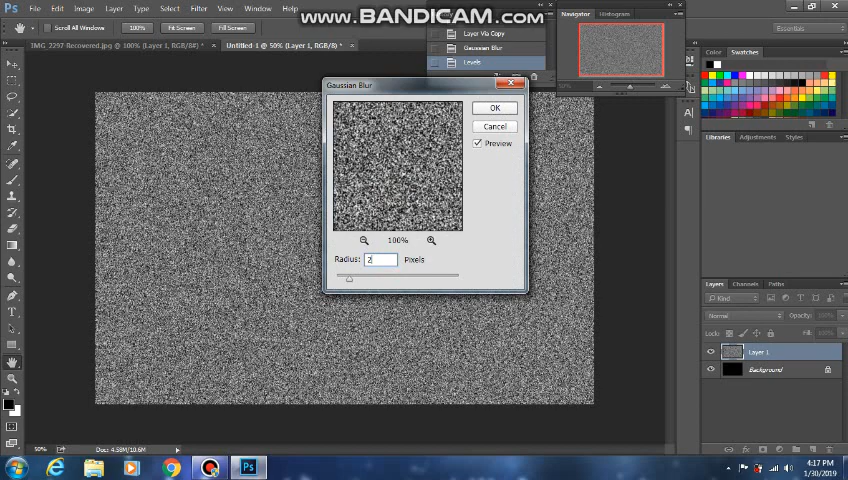 www.BANDICAM.com
Ps File Edit Image Layer Type Select Filter View Window Help
Scroll All Windows 100% Fit Screen Fill Screen Essentials
IMG_2297 Recovered.jpg @ 100% (Layer 1, RGB/8#) * × Untitled-1 @ 50% (Layer 1, RGB/8) * ×
Layer Via Copy
Gaussian Blur
Levels
Navigator Histogram
Color Swatches
Libraries Adjustments Styles
Gaussian Blur
OK
Cancel
Preview
100%
Radius: 2 Pixels
Layers Channels Paths
Kind
Normal Opacity: 100%
Lock: Fill: 100%
Layer 1
Background
50% Doc: 4.58M/10.6M
Ps 4:17 PM
1/30/2019